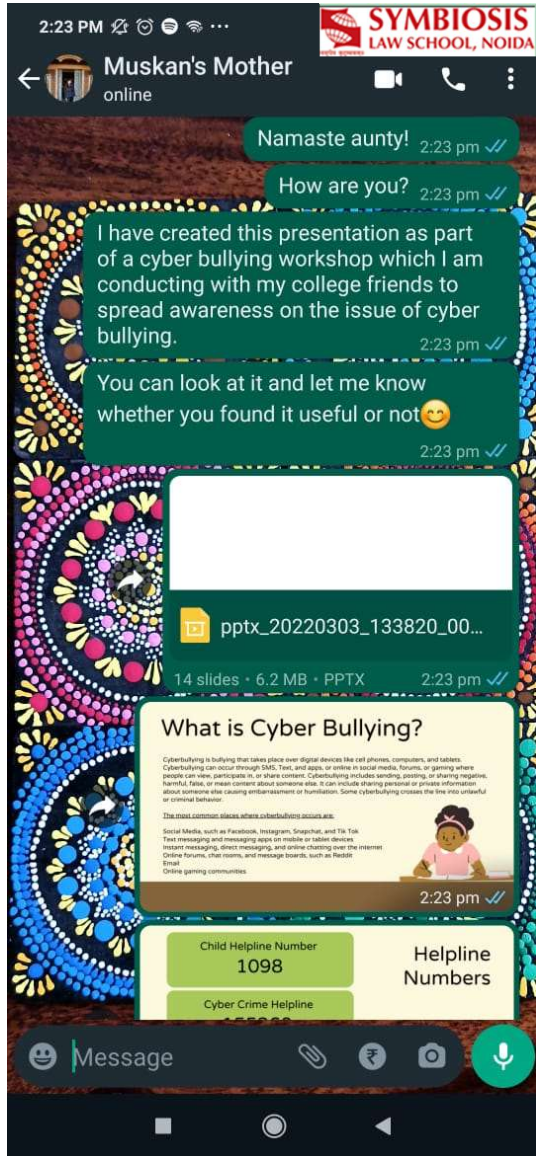 2:23 PM
SYMBIOSIS
LAW SCHOOL, NOIDA
Muskan's Mother
online
Namaste aunty! 2:23 pm
How are you? 2:23 pm
I have created this presentation as part
of a cyber bullying workshop which I am
conducting with my college friends to
spread awareness on the issue of cyber
bullying.
2:23 pm
You can look at it and let me know
whether you found it useful or not😊
2:23 pm
pptx_20220303_133820_00...
14 slides • 6.2 MB • PPTX 2:23 pm
What is Cyber Bullying?
Cyberbullying is bullying that takes place over digital devices like cell phones, computers, and tablets.
Cyberbullying can occur through SMS, Text, and apps, or online in social media, forums, or gaming where
people can view, participate in, or share content. Cyberbullying includes sending, posting, or sharing negative,
harmful, false, or mean content about someone else. It can include sharing personal or private information
about someone else causing embarrassment or humiliation. Some cyberbullying crosses the line into unlawful
or criminal behavior.
The most common places where cyberbullying occurs are:
Social Media, such as Facebook, Instagram, Snapchat, and Tik Tok
Text messaging and messaging apps on mobile or tablet devices
Instant messaging, direct messaging, and online chatting over the internet
Online forums, chat rooms, and message boards, such as Reddit
Email
Online gaming communities
2:23 pm
Child Helpline Number
1098
Helpline
Numbers
Cyber Crime Helpline
Message